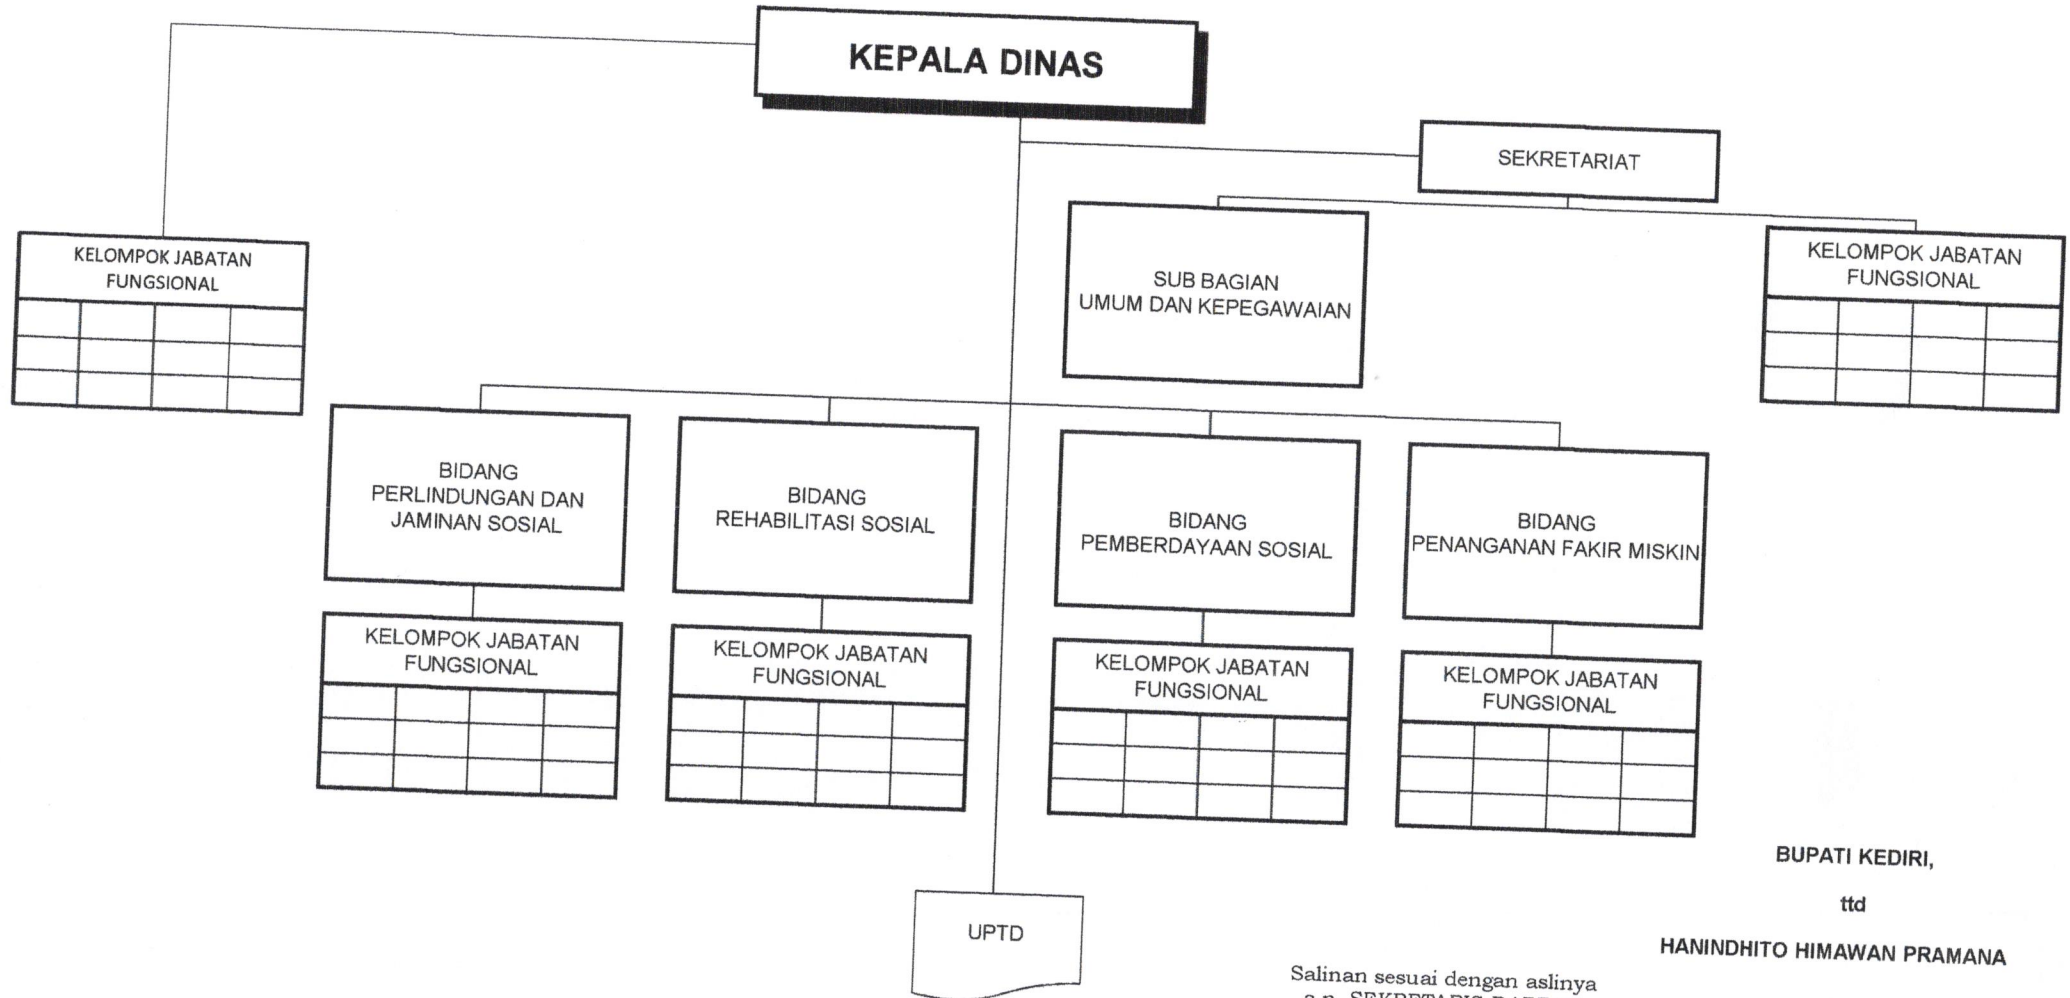 KEPALA DINAS
SEKRETARIAT
KELOMPOK JABATAN
FUNGSIONAL
SUB BAGIAN
UMUM DAN KEPEGAWAIAN
KELOMPOK JABATAN
FUNGSIONAL
BIDANG
PERLINDUNGAN DAN
JAMINAN SOSIAL
BIDANG
REHABILITASI SOSIAL
BIDANG
PEMBERDAYAAN SOSIAL
BIDANG
PENANGANAN FAKIR MISKIN
KELOMPOK JABATAN
FUNGSIONAL
KELOMPOK JABATAN
FUNGSIONAL
KELOMPOK JABATAN
FUNGSIONAL
KELOMPOK JABATAN
FUNGSIONAL
UPTD
BUPATI KEDIRI,
ttd
HANINDHITO HIMAWAN PRAMANA
Salinan sesuai dengan aslinya
a.n. SEKRETARIS